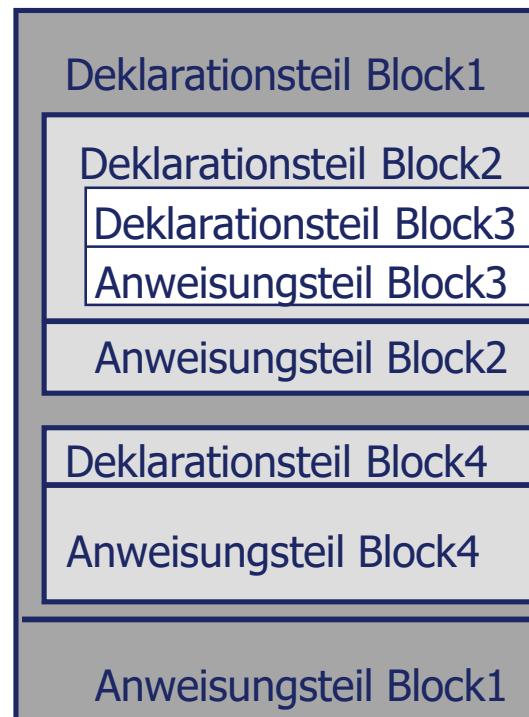 Deklarationsteil Block1
Deklarationsteil Block2
Deklarationsteil Block3
Anweisungsteil Block3
Anweisungsteil Block2
Deklarationsteil Block4
Anweisungsteil Block4
Anweisungsteil Block1